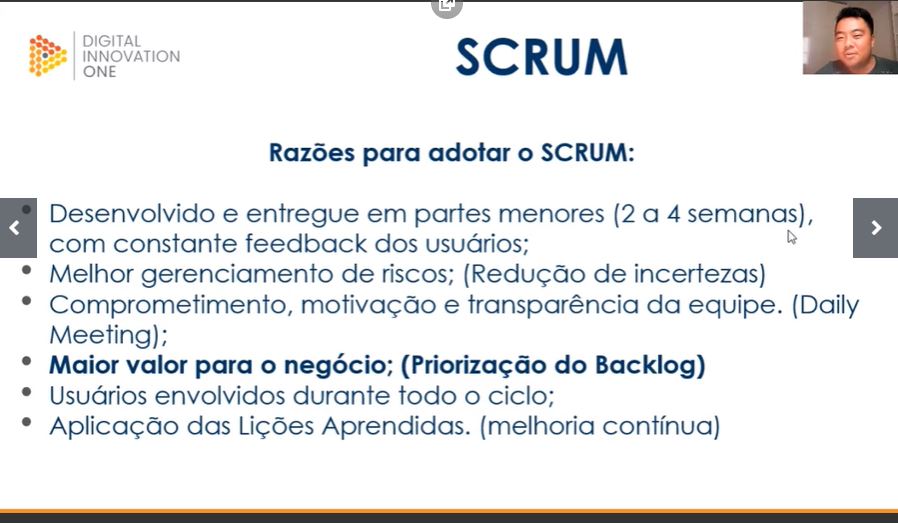 DIGITAL
INNOVATION
ONE
SCRUM
Razões para adotar o SCRUM:
• Desenvolvido e entregue em partes menores (2 a 4 semanas),
com constante feedback dos usuários;
• Melhor gerenciamento de riscos; (Redução de incertezas)
• Comprometimento, motivação e transparência da equipe. (Daily
Meeting);
• Maior valor para o negócio; (Priorização do Backlog)
• Usuários envolvidos durante todo o ciclo;
• Aplicação das Lições Aprendidas. (melhoria contínua)